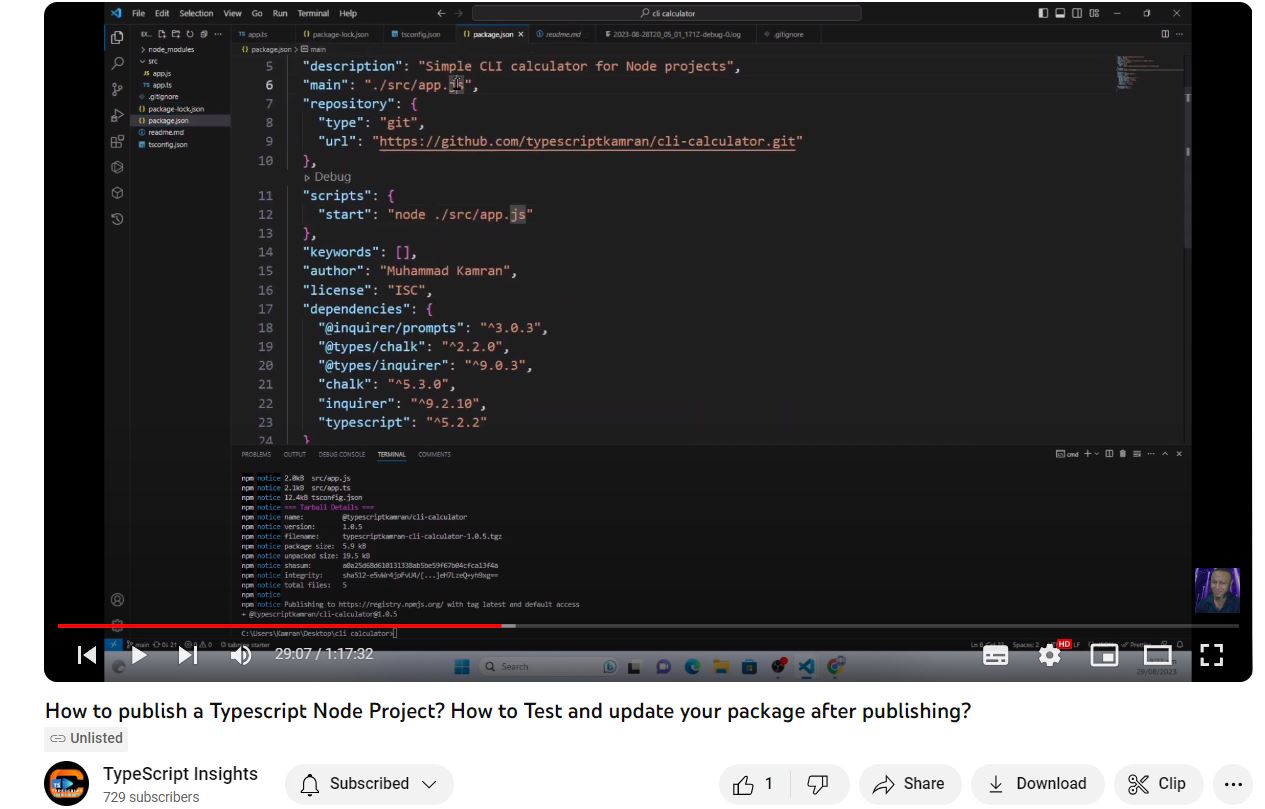 File Edit Selection View Go Run Terminal Help
cli calculator
EX...
TS app.ts
{} package-lock.json
tsconfig.json
{} package.json ×
readme.md
2023-08-28T20_05_01_171Z-debug-0.log
.gitignore
node_modules
src
JS app.js
TS app.ts
.gitignore
{} package-lock.json
{} package.json
readme.md
tsconfig.json
{} package.json > main
5 "description": "Simple CLI calculator for Node projects",
6 "main": "./src/app.js",
7 "repository": {
8 "type": "git",
9 "url": "https://github.com/typescriptkamran/cli-calculator.git"
10 },
Debug
11 "scripts": {
12 "start": "node ./src/app.js"
13 },
14 "keywords": [],
15 "author": "Muhammad Kamran",
16 "license": "ISC",
17 "dependencies": {
18 "@inquirer/prompts": "^3.0.3",
19 "@types/chalk": "^2.2.0",
20 "@types/inquirer": "^9.0.3",
21 "chalk": "^5.3.0",
22 "inquirer": "^9.2.10",
23 "typescript": "^5.2.2"
24 }
PROBLEMS OUTPUT DEBUG CONSOLE TERMINAL COMMENTS
cmd
npm notice 2.0kB src/app.js
npm notice 2.1kB src/app.ts
npm notice 12.4kB tsconfig.json
npm notice === Tarball Details ===
npm notice name: @typescriptkamran/cli-calculator
npm notice version: 1.0.5
npm notice filename: typescriptkamran-cli-calculator-1.0.5.tgz
npm notice package size: 5.9 kB
npm notice unpacked size: 19.5 kB
npm notice shasum: a0a25d68d610131338ab5be59f67b04cfca13f4a
npm notice integrity: sha512-e5vWr4jpFvU4/[...]eH7LzeQ+yh9xg==
npm notice total files: 5
npm notice
npm notice Publishing to https://registry.npmjs.org/ with tag latest and default access
+ @typescriptkamran/cli-calculator@1.0.5
C:\Users\Kamran\Desktop\cli calculator>
main
29:07 / 1:17:32
Search
HD
29/08/2023
How to publish a Typescript Node Project? How to Test and update your package after publishing?
Unlisted
TypeScript Insights
729 subscribers
Subscribed
1
Share
Download
Clip